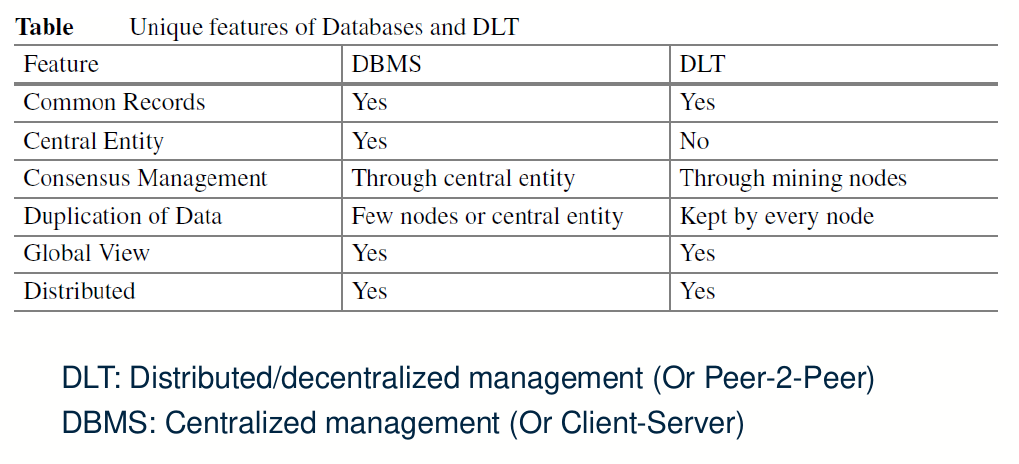 Table Unique features of Databases and DLT
Feature DBMS DLT
Common Records Yes Yes
Central Entity Yes No
Consensus Management Through central entity Through mining nodes
Duplication of Data Few nodes or central entity Kept by every node
Global View Yes Yes
Distributed Yes Yes
DLT: Distributed/decentralized management (Or Peer-2-Peer)
DBMS: Centralized management (Or Client-Server)